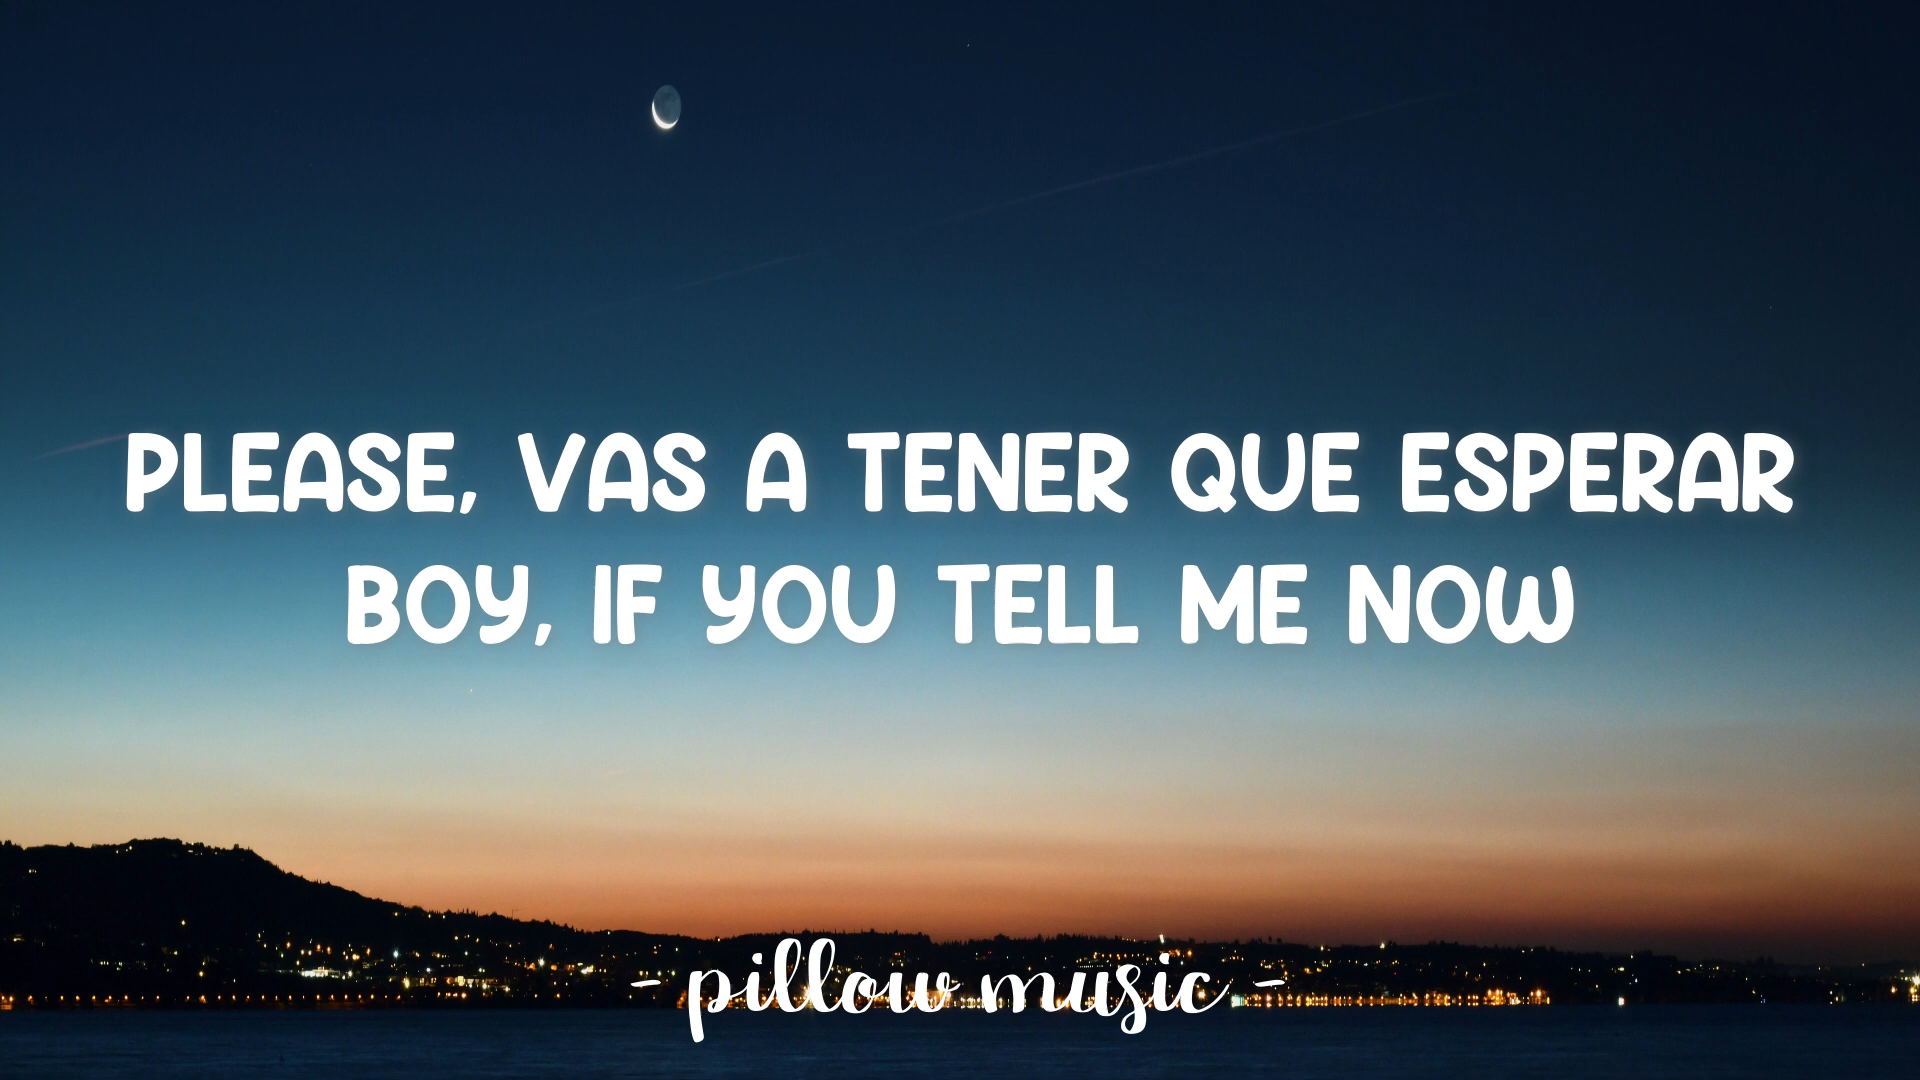 PLEASE, VAS A TENER QUE ESPERAR
BOY, IF YOU TELL ME NOW
- pillow music -